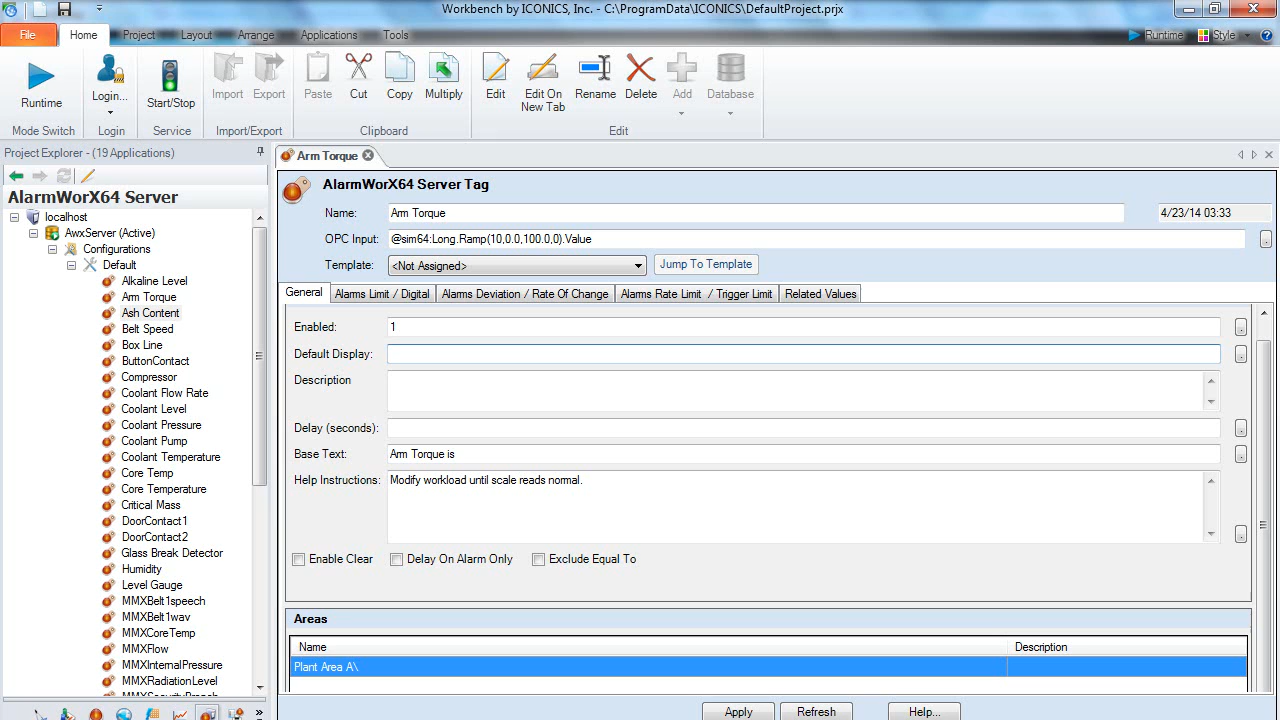 Workbench by ICONICS, Inc. - C:\ProgramData\ICONICS\DefaultProject.prjx
File Home Project Layout Arrange Applications Tools Runtime Style
Runtime Login... Start/Stop Import Export Paste Cut Copy Multiply Edit Edit On New Tab Rename Delete Add Database
Mode Switch Login Service Import/Export Clipboard Edit
Project Explorer - (19 Applications)
AlarmWorX64 Server
localhost
AwxServer (Active)
Configurations
Default
Alkaline Level
Arm Torque
Ash Content
Belt Speed
Box Line
ButtonContact
Compressor
Coolant Flow Rate
Coolant Level
Coolant Pressure
Coolant Pump
Coolant Temperature
Core Temp
Core Temperature
Critical Mass
DoorContact1
DoorContact2
Glass Break Detector
Humidity
Level Gauge
MMXBelt1speech
MMXBelt1wav
MMXCoreTemp
MMXFlow
MMXInternalPressure
MMXRadiationLevel
MMXSecurityBreach
Arm Torque
AlarmWorX64 Server Tag
Name: Arm Torque 4/23/14 03:33
OPC Input: @sim64:Long.Ramp(10,0.0,100.0,0).Value
Template: <Not Assigned> Jump To Template
General Alarms Limit / Digital Alarms Deviation / Rate Of Change Alarms Rate Limit / Trigger Limit Related Values
Enabled: 1
Default Display:
Description
Delay (seconds):
Base Text: Arm Torque is
Help Instructions: Modify workload until scale reads normal.
Enable Clear Delay On Alarm Only Exclude Equal To
Areas
Name Description
Plant Area A\
Apply Refresh Help...